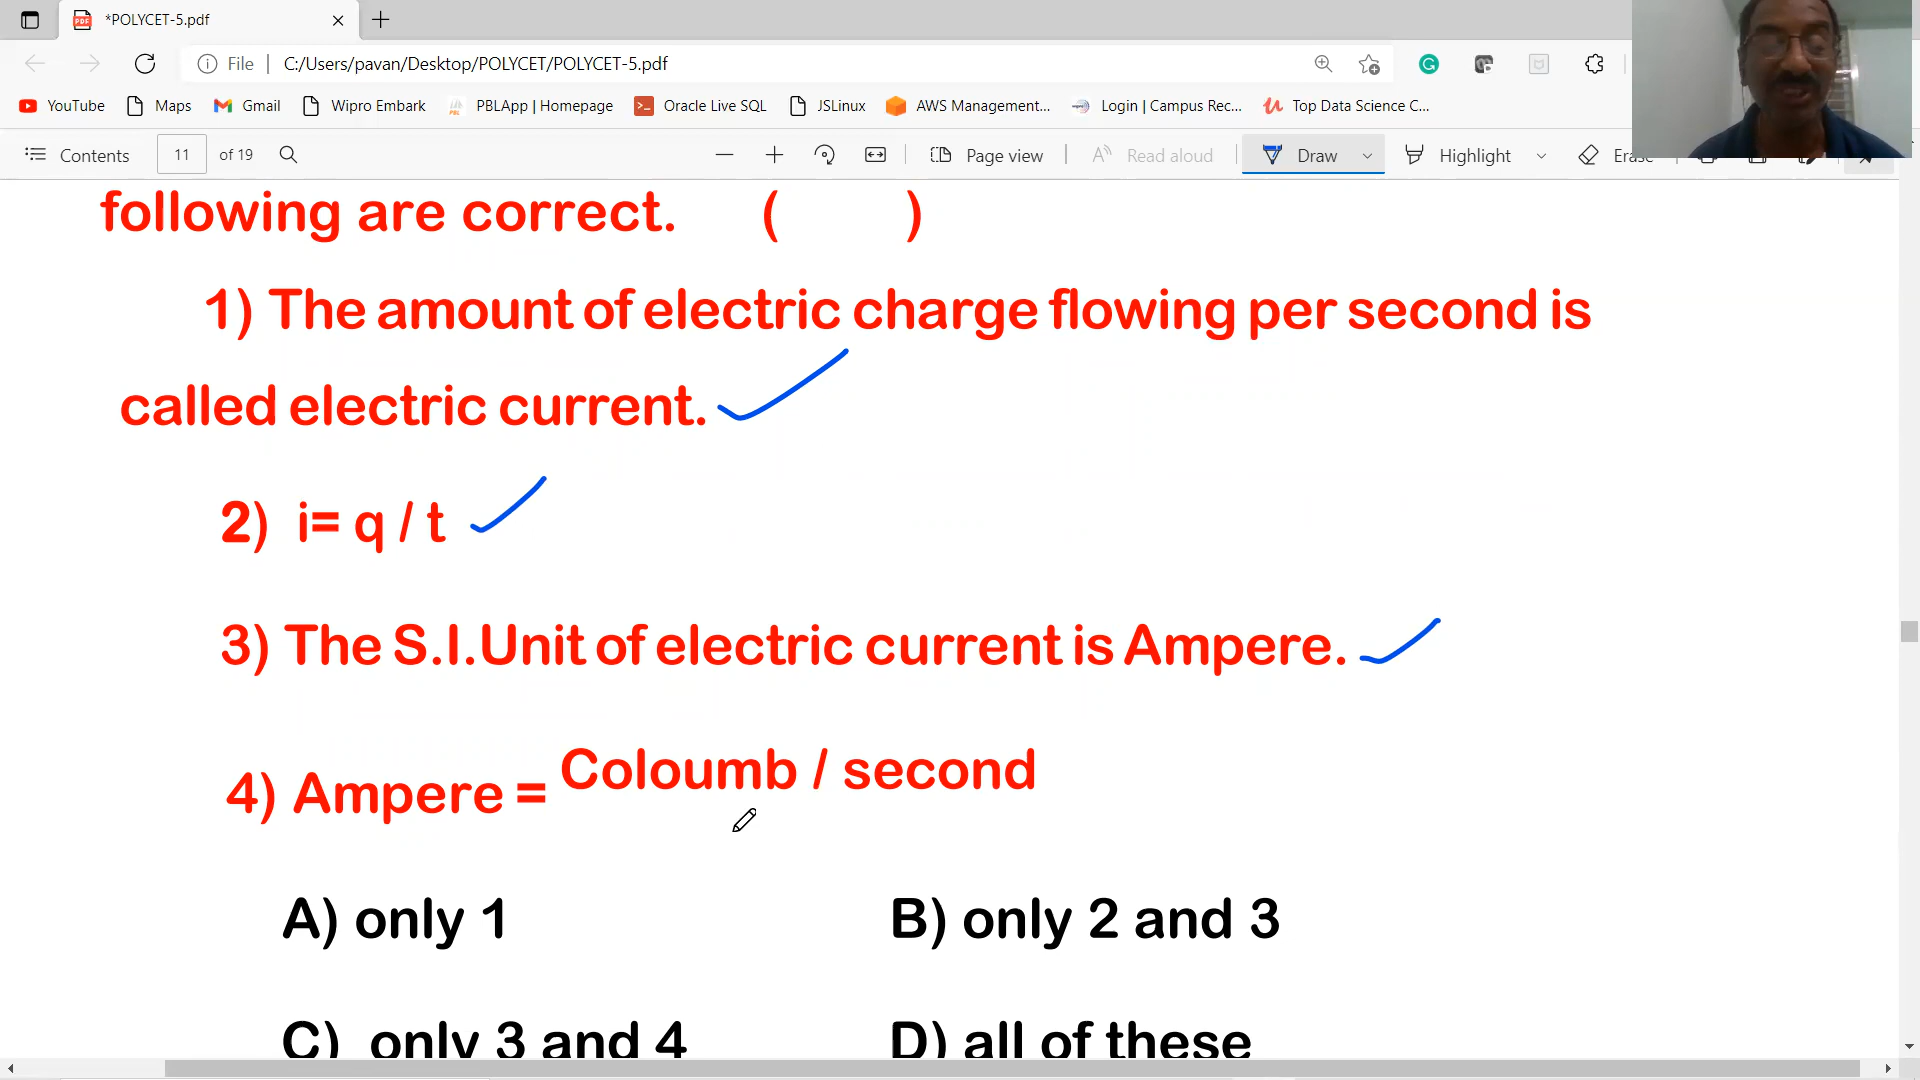 *POLYCET-5.pdf
File C:/Users/pavan/Desktop/POLYCET/POLYCET-5.pdf
YouTube Maps Gmail Wipro Embark PBLApp | Homepage Oracle Live SQL JSLinux AWS Management... Login | Campus Rec... Top Data Science C...
Contents 11 of 19 Page view Read aloud Draw Highlight Erase
following are correct. ( )
1) The amount of electric charge flowing per second is
called electric current.
2) i= q / t
3) The S.I.Unit of electric current is Ampere.
4) Ampere = Coloumb / second
A) only 1 B) only 2 and 3
C) only 3 and 4 D) all of these